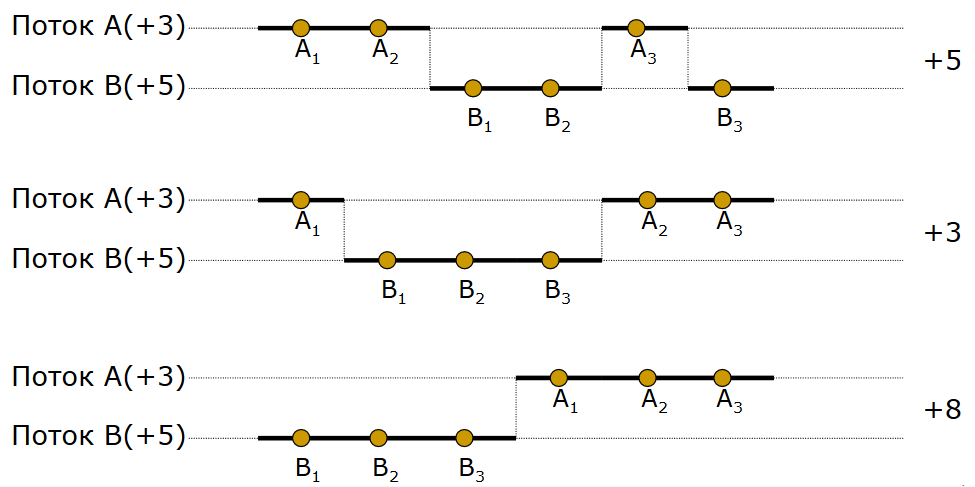 Поток A(+3)
A1 A2 A3
+5
Поток B(+5)
B1 B2 B3
Поток A(+3)
A1 A2 A3
+3
Поток B(+5)
B1 B2 B3
Поток A(+3)
A1 A2 A3
+8
Поток B(+5)
B1 B2 B3